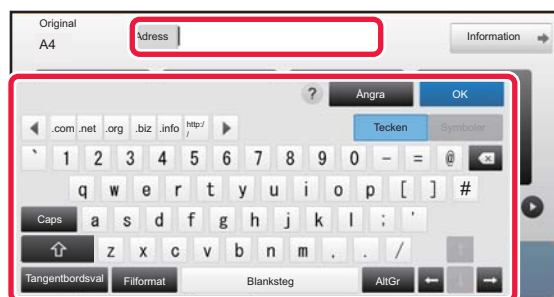 Original
A4
Adress
Information
? Ångra OK
.com .net .org .biz .info http:/
/
Tecken Symboler
` 1 2 3 4 5 6 7 8 9 0 - = @
q w e r t y u i o p [ ] #
Caps a s d f g h j k l ; '
z x c v b n m , . /
Tangentbordsval Filformat Blanksteg AltGr